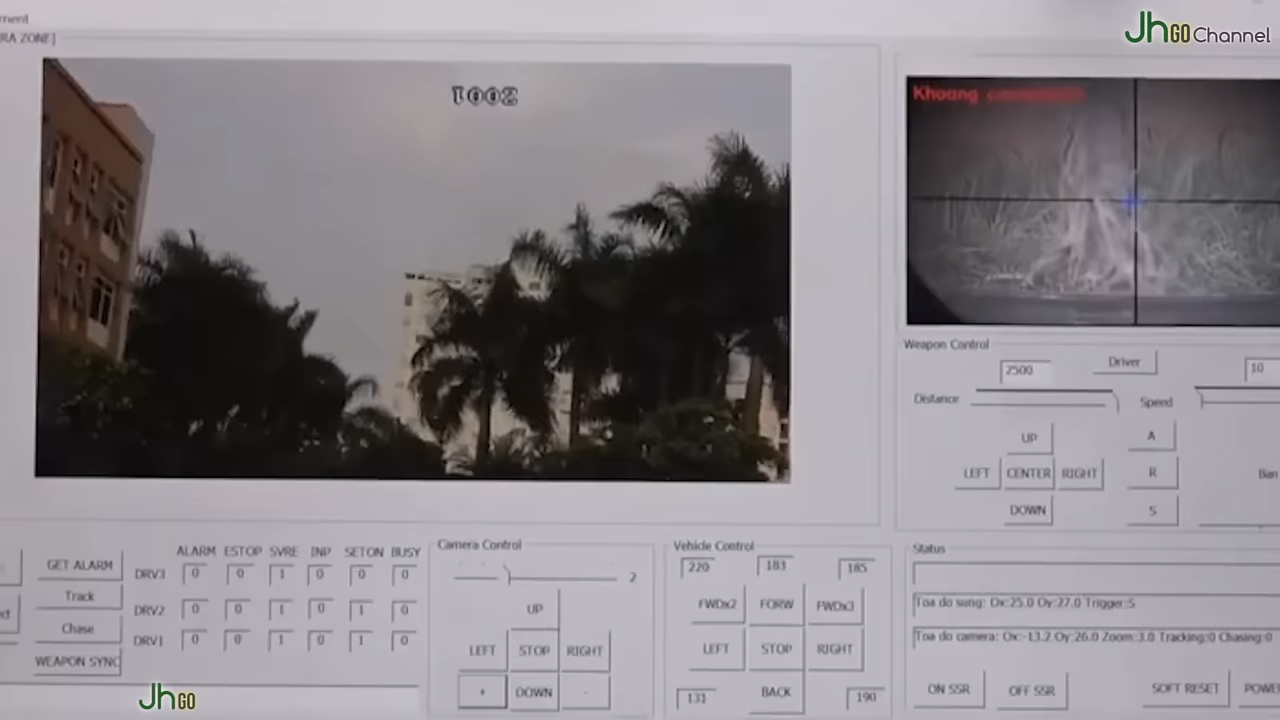 ment
RA ZONE]
JhGO Channel
1002
Khoang
Weapon Control
2500
Driver
10
Distance
Speed
UP
A
LEFT
CENTER
RIGHT
R
Ban
DOWN
S
GET ALARM
Track
Chase
WEAPON SYNC
ALARM ESTOP SVRE INP SETON BUSY
DRV3 0 0 1 0 0 0
DRV2 0 0 1 0 1 0
DRV1 0 0 1 0 1 0
Camera Control
2
UP
LEFT STOP RIGHT
+ DOWN -
Vehicle Control
220 183 185
FWDx2 FORW FWDx3
LEFT STOP RIGHT
131 BACK 190
Status
Toa do sung: Ox:25.0 Oy:27.0 Trigger:S
Toa do camera: Ox:-13.2 Oy:26.0 Zoom:3.0 Tracking:0 Chasing:0
ON SSR OFF SSR SOFT RESET POWE
JhGO